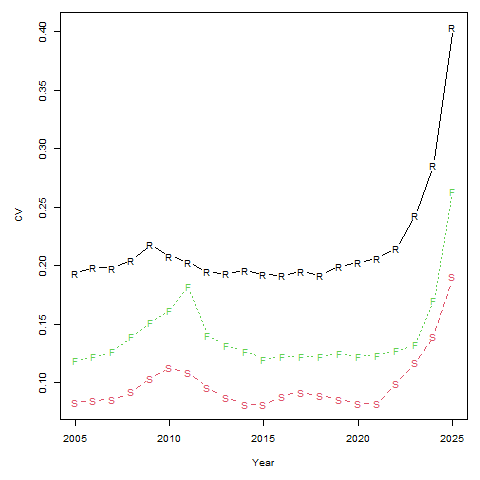 0.40
0.35
0.30
0.25
0.20
0.15
0.10
CV
R R R R R R R R R R R R R R R R R R R R R
F F F F F F F F F F F F F F F F F F F F F
S S S S S S S S S S S S S S S S S S S S S
2005 2010 2015 2020 2025
Year